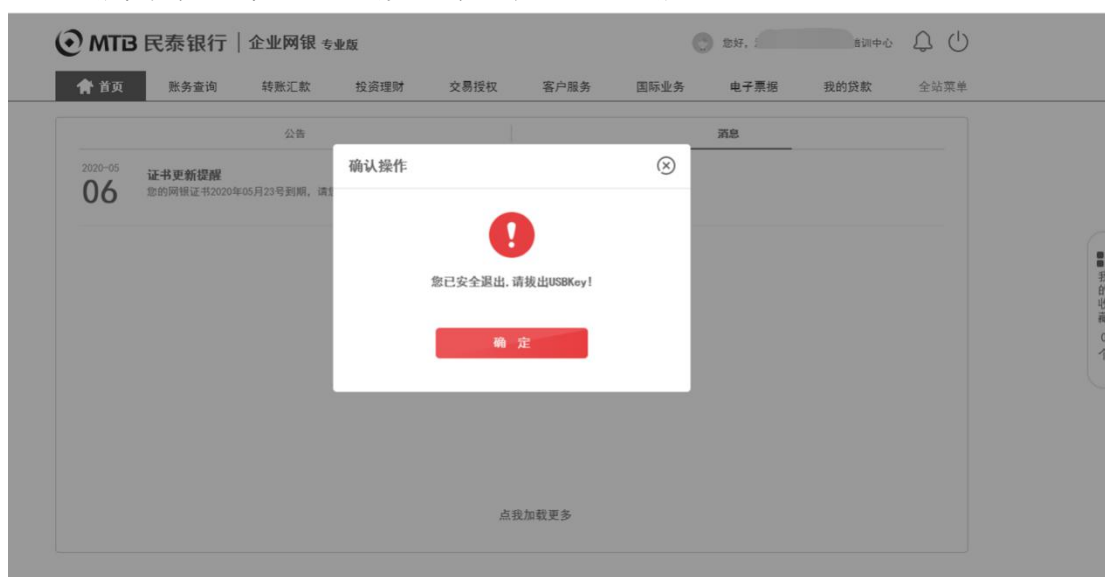 MTB 民泰银行 | 企业网银 专业版
您好, 培训中心
首页 账务查询 转账汇款 投资理财 交易授权 客户服务 国际业务 电子票据 我的贷款 全站菜单
公告 消息
2020-05
06
证书更新提醒
您的网银证书2020年05月23号到期, 请
确认操作
您已安全退出,请拔出USBKey!
确 定
点我加载更多
我的收藏
个